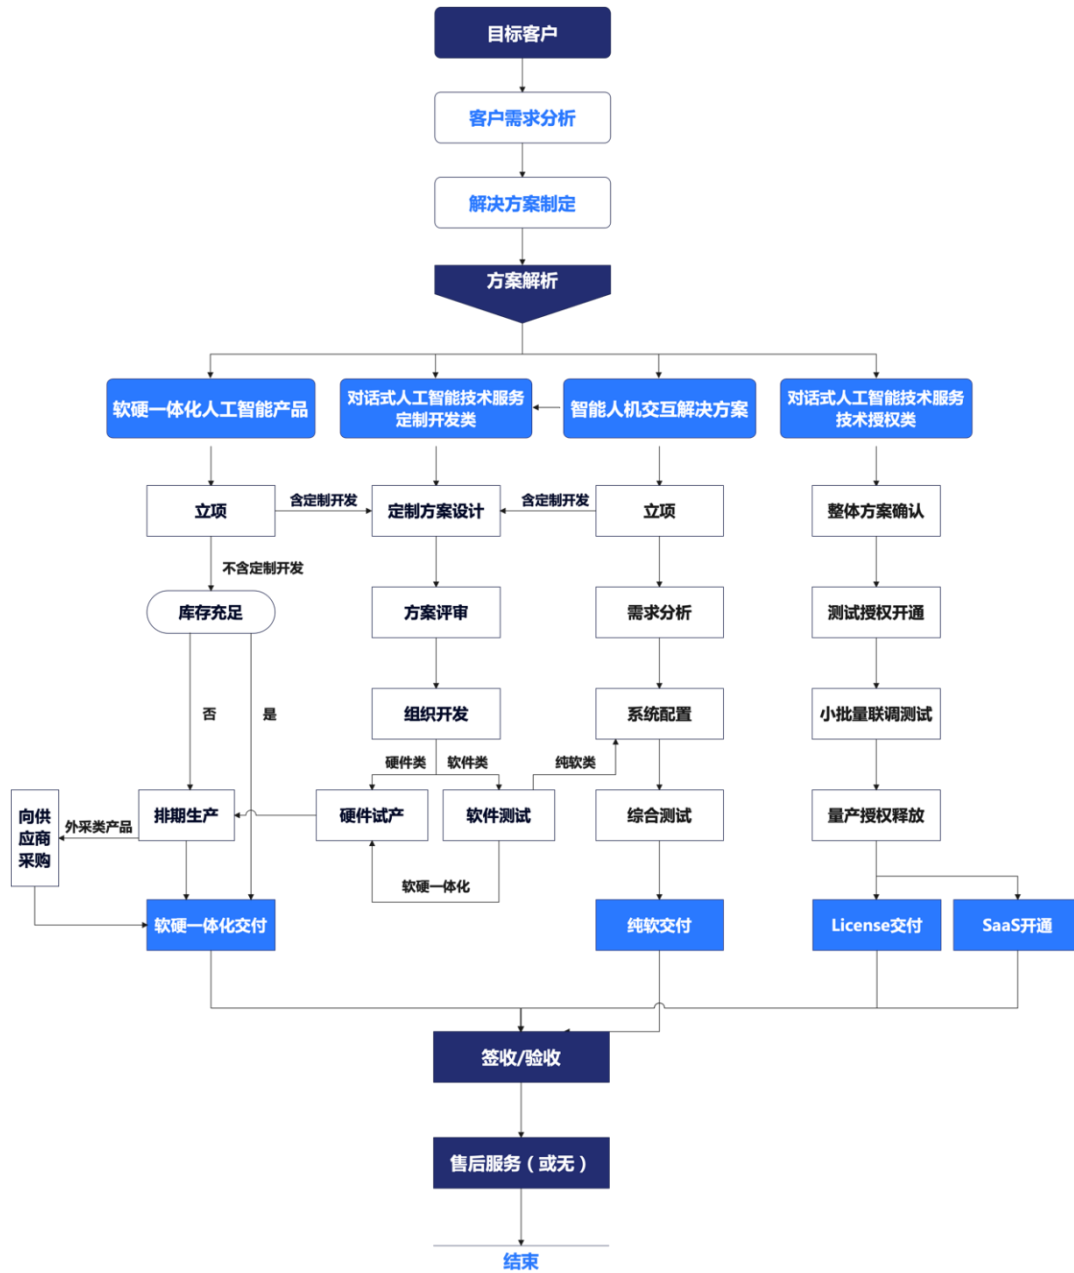 目标客户
客户需求分析
解决方案制定
方案解析
软硬一体化人工智能产品
对话式人工智能技术服务
定制开发类
智能人机交互解决方案
对话式人工智能技术服务
技术授权类
立项
含定制开发
定制方案设计
含定制开发
立项
整体方案确认
不含定制开发
库存充足
方案评审
需求分析
测试授权开通
否
是
组织开发
系统配置
小批量联调测试
硬件类
软件类
纯软类
向供
应商
采购
外采类产品
排期生产
硬件试产
软件测试
综合测试
量产授权释放
软硬一体化
软硬一体化交付
纯软交付
License交付
SaaS开通
签收/验收
售后服务（或无）
结束